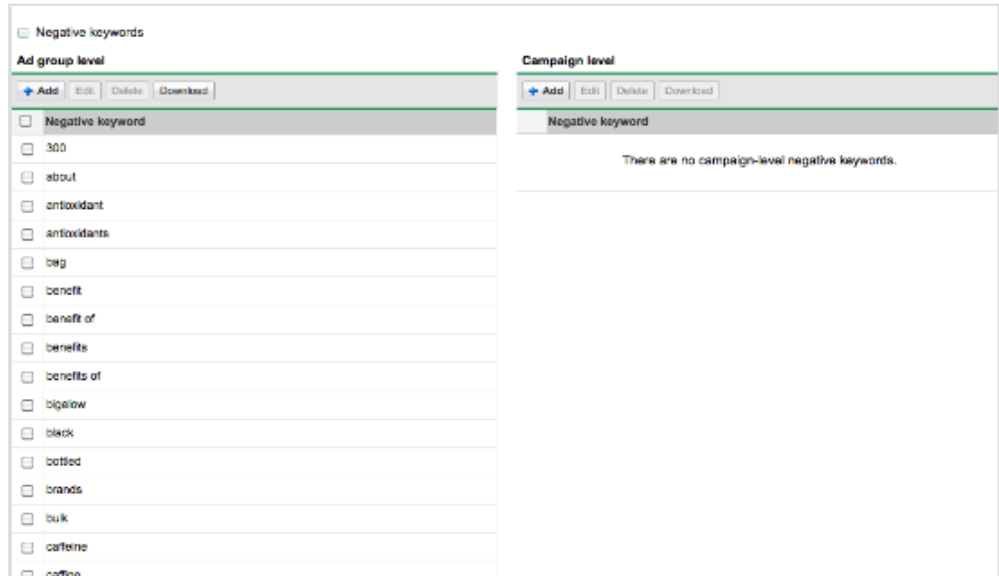 Negative keywords
Ad group level
Add Edit Delete Download
Negative keyword
300
about
antioxidant
antioxidants
bag
benefit
benefit of
benefits
benefits of
bigelow
black
bottled
brands
bulk
caffeine
caffine
Campaign level
Add Edit Delete Download
Negative keyword
There are no campaign-level negative keywords.